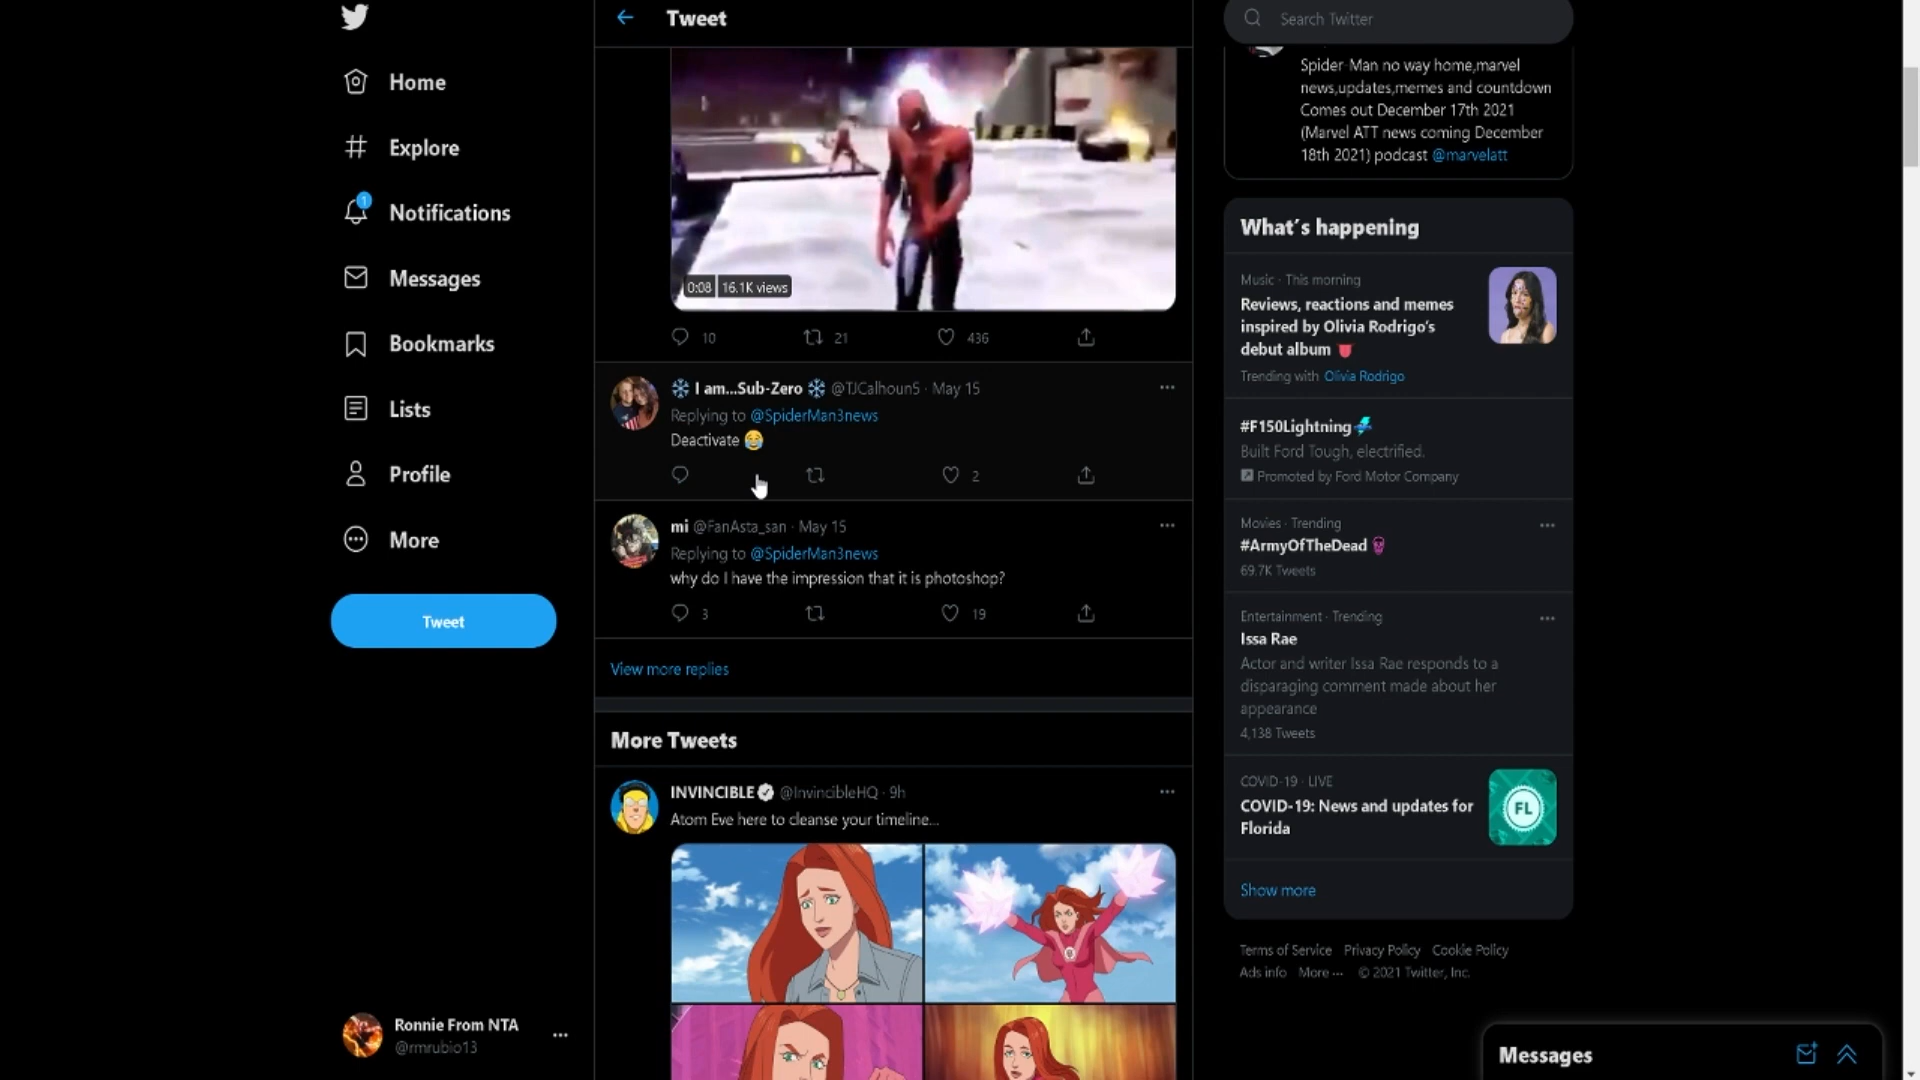 Home
Explore
1
Notifications
Messages
Bookmarks
Lists
Profile
More
Tweet
Ronnie From NTA
@rmrubio13
Tweet
0:08 16.1K views
10 21 436
❄ I am...Sub-Zero ❄ @TJCalhoun5 · May 15
Replying to @SpiderMan3news
Deactivate 😂
2
mi @FanAsta_san · May 15
Replying to @SpiderMan3news
why do I have the impression that it is photoshop?
3 19
View more replies
More Tweets
INVINCIBLE @InvincibleHQ · 9h
Atom Eve here to cleanse your timeline...
Search Twitter
Spider-Man no way home,marvel
news,updates,memes and countdown
Comes out December 17th 2021
(Marvel ATT news coming December
18th 2021) podcast @marvelatt
What's happening
Music · This morning
Reviews, reactions and memes
inspired by Olivia Rodrigo's
debut album 👅
Trending with Olivia Rodrigo
#F150Lightning
Built Ford Tough, electrified.
Promoted by Ford Motor Company
Movies · Trending
#ArmyOfTheDead
69.7K Tweets
Entertainment · Trending
Issa Rae
Actor and writer Issa Rae responds to a
disparaging comment made about her
appearance
4,138 Tweets
COVID-19 · LIVE
COVID-19: News and updates for
Florida
FL
Show more
Terms of Service Privacy Policy Cookie Policy
Ads info More ··· © 2021 Twitter, Inc.
Messages